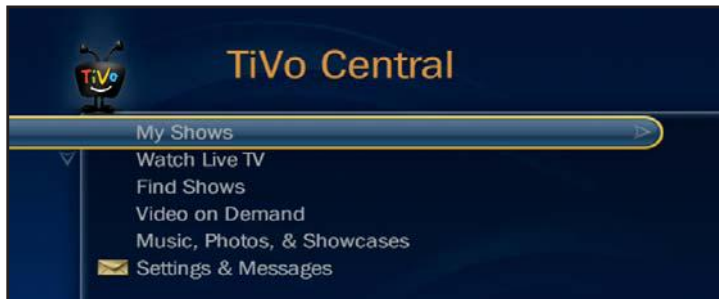 TiVo
TiVo Central
My Shows
Watch Live TV
Find Shows
Video on Demand
Music, Photos, & Showcases
Settings & Messages